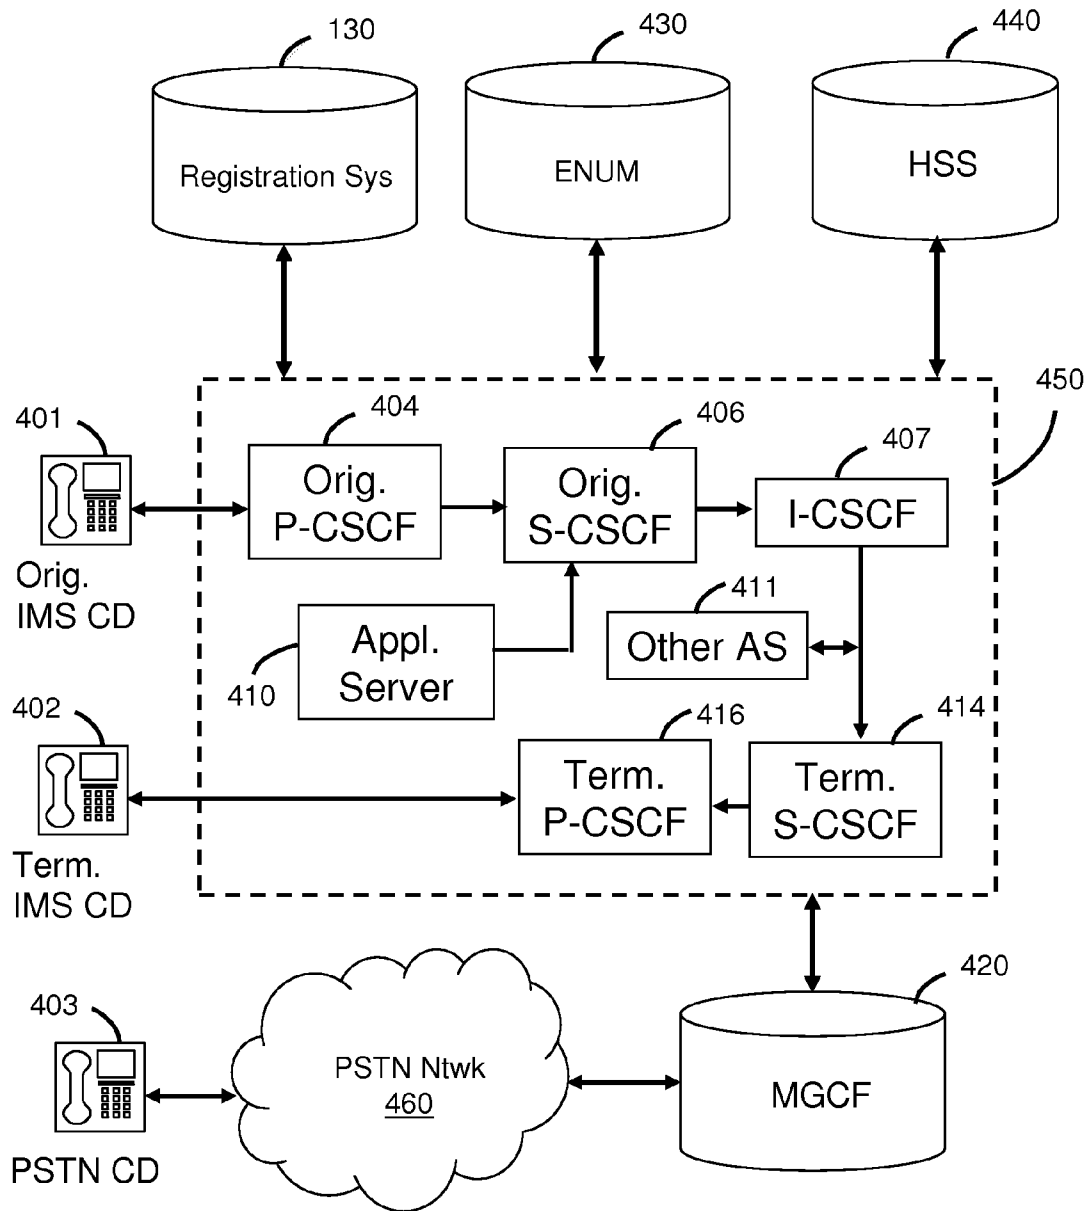 130
430
440
Registration Sys
ENUM
HSS
450
401
404
406
407
Orig.
P-CSCF
Orig.
S-CSCF
I-CSCF
Orig.
IMS CD
411
Other AS
Appl.
Server
410
402
416
414
Term.
P-CSCF
Term.
S-CSCF
Term.
IMS CD
420
403
PSTN Ntwk
460
MGCF
PSTN CD